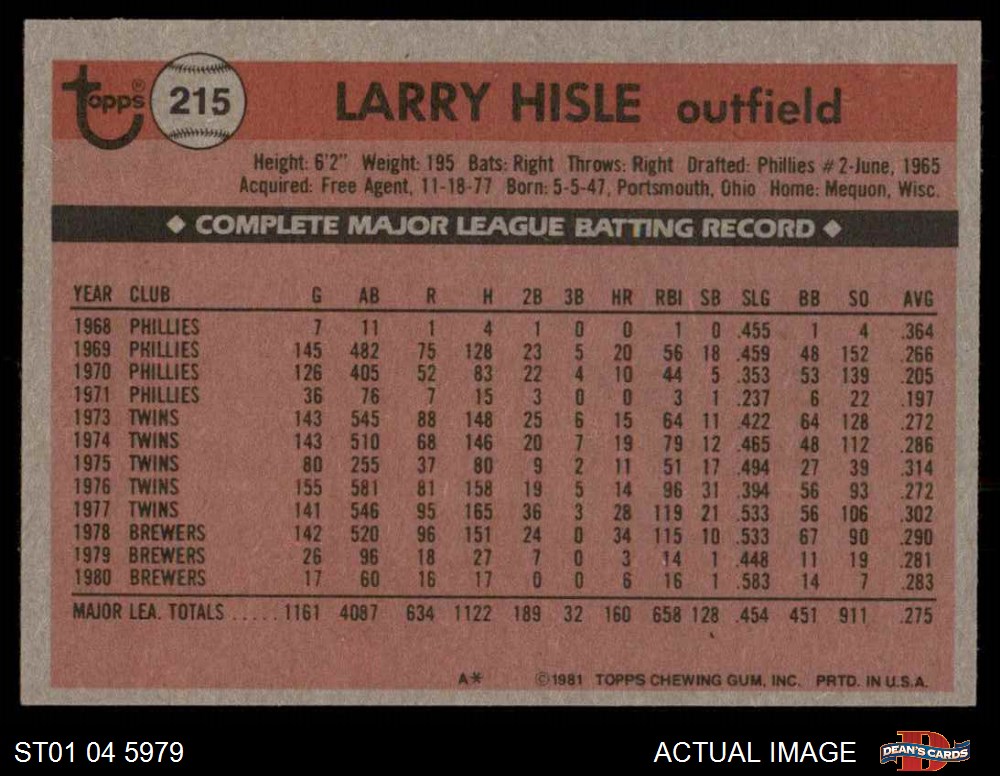 Topps® 215 LARRY HISLE outfield
Height: 6'2" Weight: 195 Bats: Right Throws: Right Drafted: Phillies #2-June, 1965
Acquired: Free Agent, 11-18-77 Born: 5-5-47, Portsmouth, Ohio Home: Mequon, Wisc.
◆ COMPLETE MAJOR LEAGUE BATTING RECORD ◆
YEAR CLUB G AB R H 2B 3B HR RBI SB SLG BB SO AVG
1968 PHILLIES 7 11 1 4 1 0 0 1 0 .455 1 4 .364
1969 PHILLIES 145 482 75 128 23 5 20 56 18 .459 48 152 .266
1970 PHILLIES 126 405 52 83 22 4 10 44 5 .353 53 139 .205
1971 PHILLIES 36 76 7 15 3 0 0 3 1 .237 6 22 .197
1973 TWINS 143 545 88 148 25 6 15 64 11 .422 64 128 .272
1974 TWINS 143 510 68 146 20 7 19 79 12 .465 48 112 .286
1975 TWINS 80 255 37 80 9 2 11 51 17 .494 27 39 .314
1976 TWINS 155 581 81 158 19 5 14 96 31 .394 56 93 .272
1977 TWINS 141 546 95 165 36 3 28 119 21 .533 56 106 .302
1978 BREWERS 142 520 96 151 24 0 34 115 10 .533 67 90 .290
1979 BREWERS 26 96 18 27 7 0 3 14 1 .448 11 19 .281
1980 BREWERS 17 60 16 17 0 0 6 16 1 .583 14 7 .283
MAJOR LEA. TOTALS ..... 1161 4087 634 1122 189 32 160 658 128 .454 451 911 .275
A* ©1981 TOPPS CHEWING GUM, INC. PRTD. IN U.S.A.
ST01 04 5979 ACTUAL IMAGE D DEAN'S CARDS